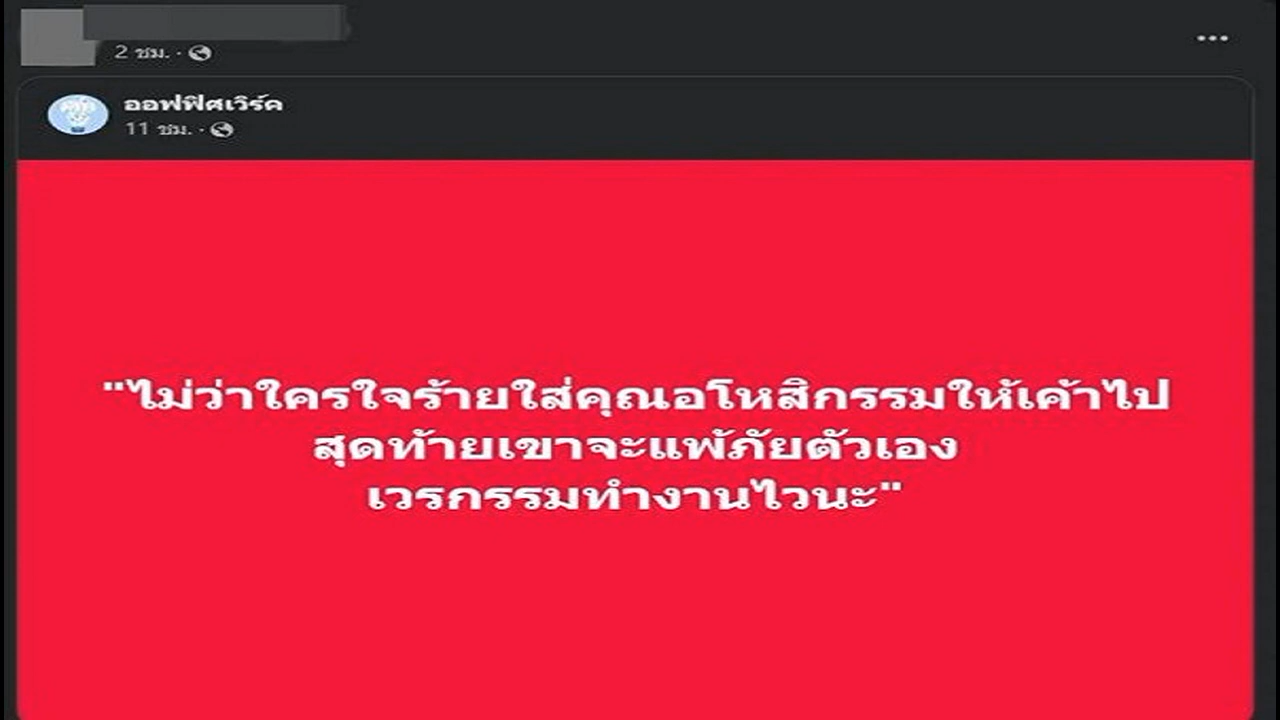 2 ชม. ·
ออฟฟิศเวิร์ค
11 ชม. ·
"ไม่ว่าใครใจร้ายใส่คุณอโหสิกรรมให้เค้าไป
สุดท้ายเขาจะแพ้ภัยตัวเอง
เวรกรรมทำงานไวนะ"